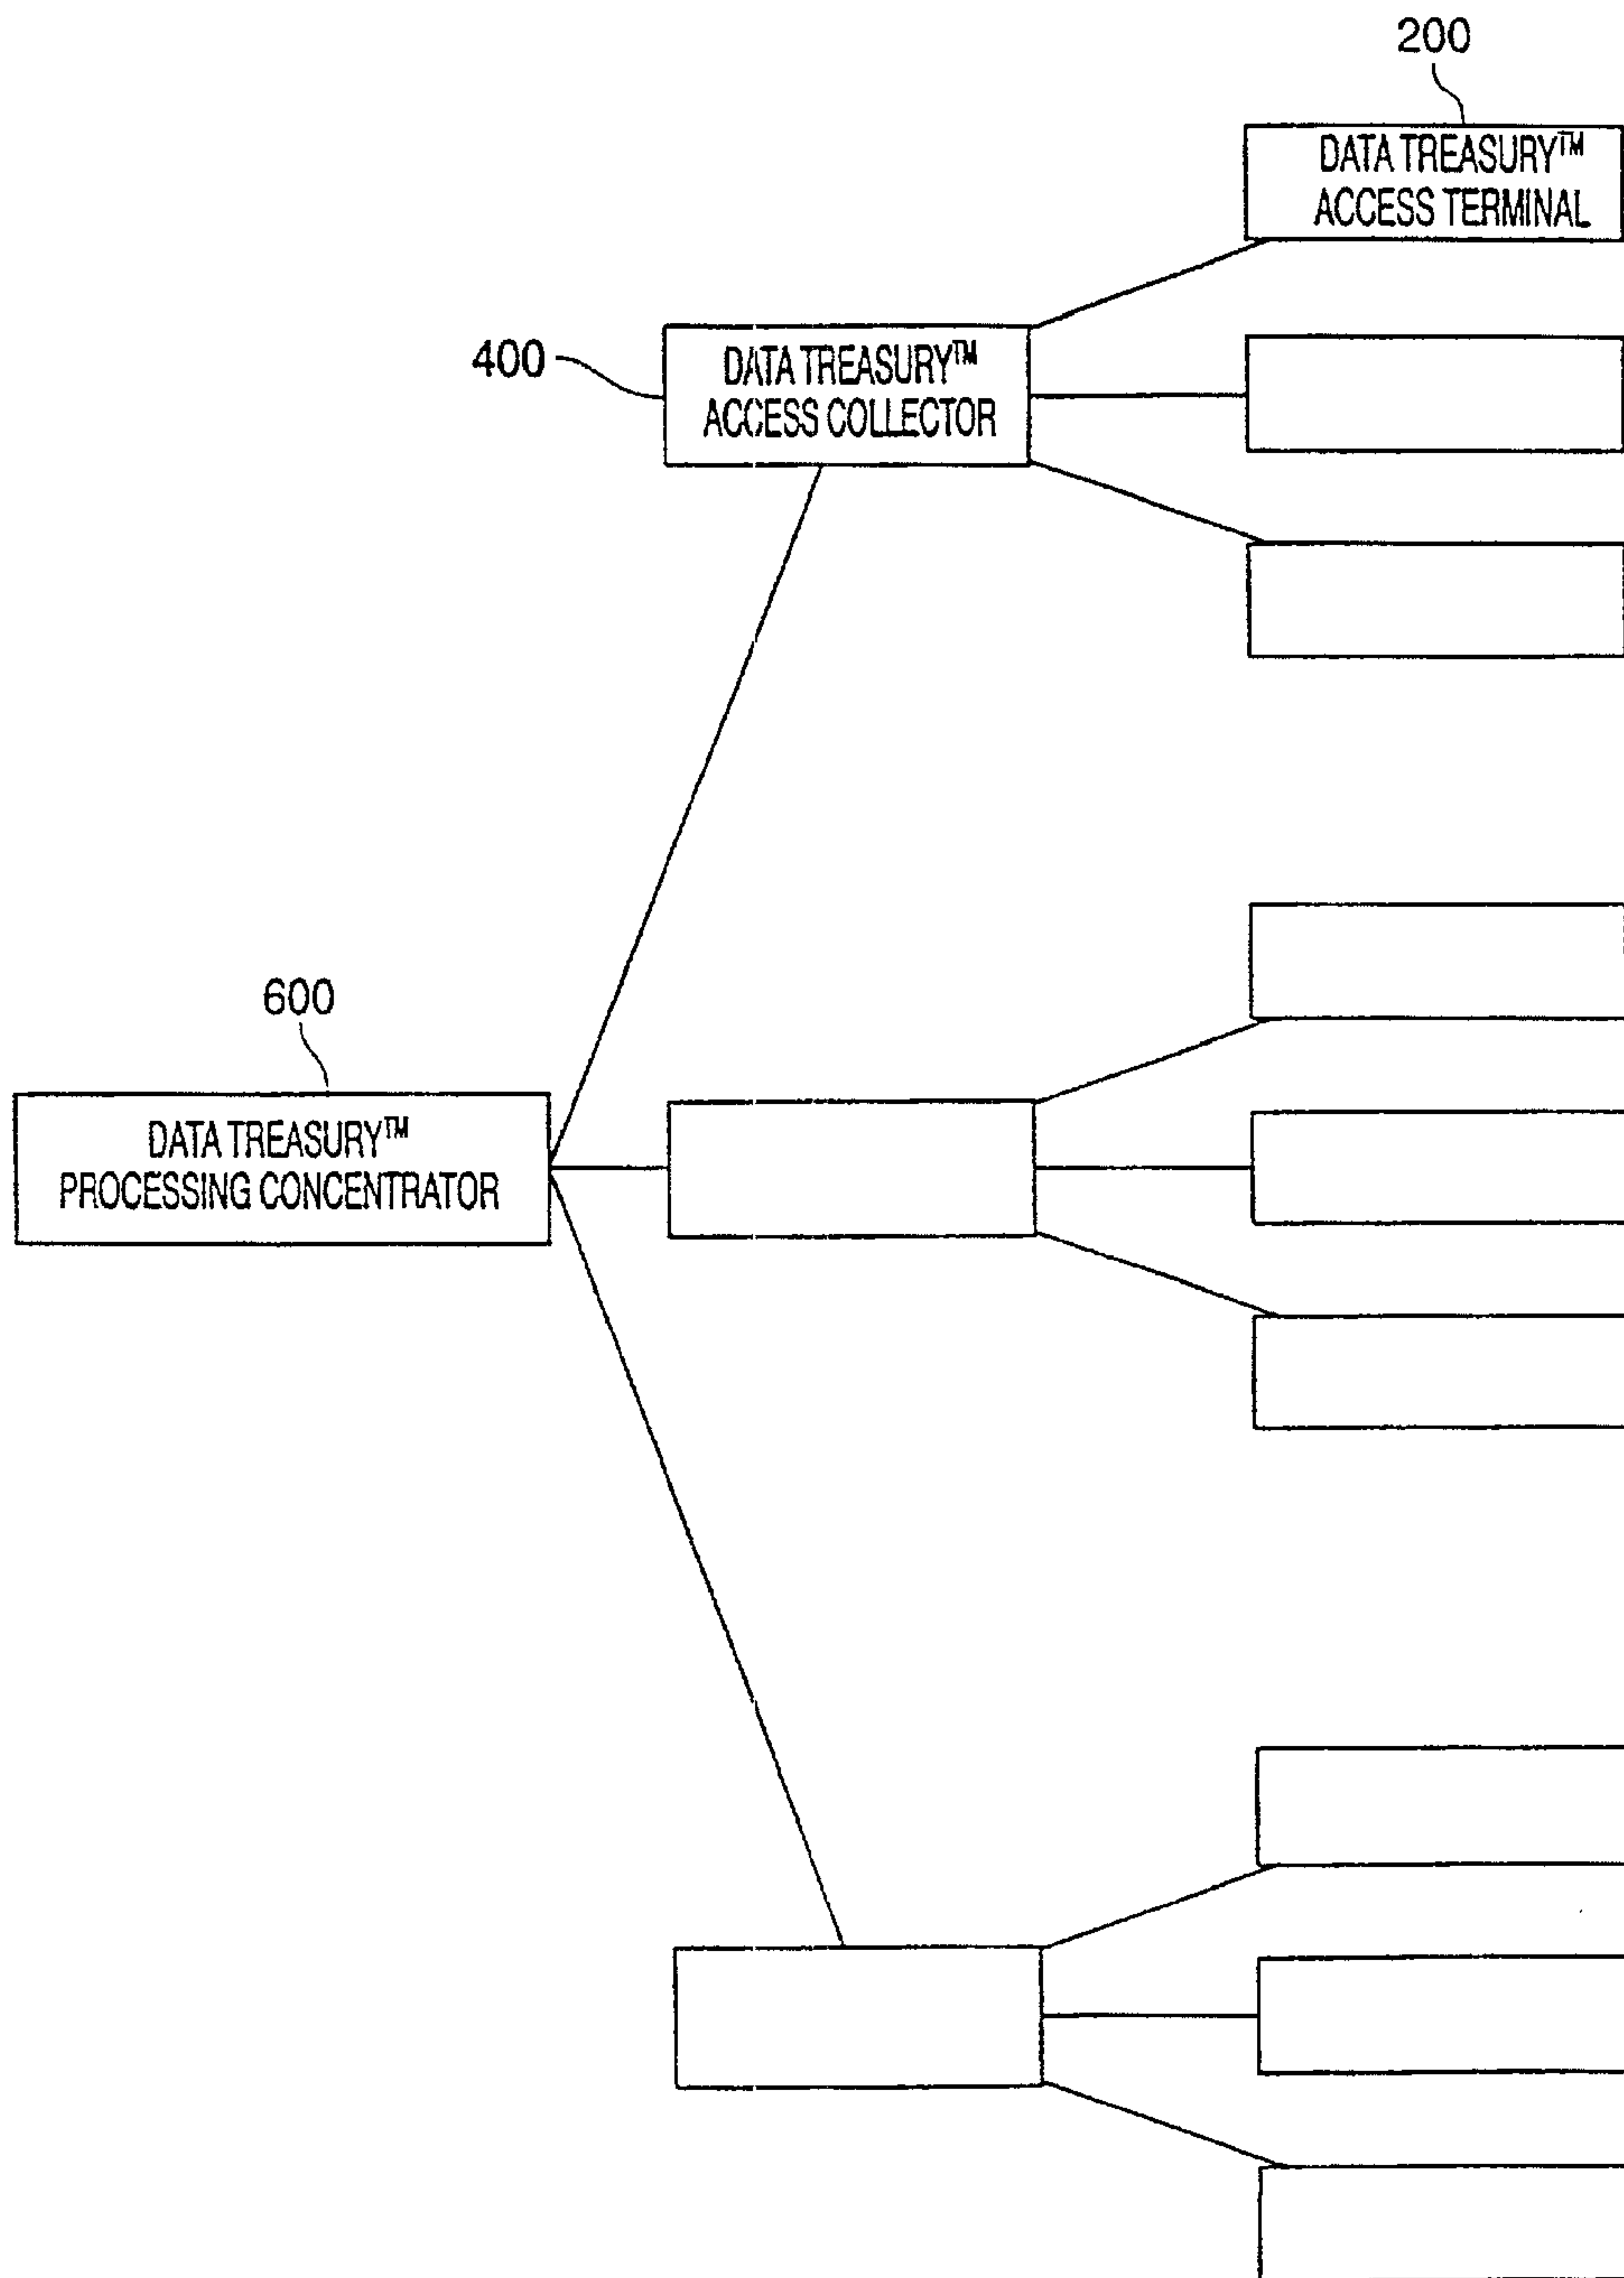 200
DATA TREASURY™
ACCESS TERMINAL
400
DATA TREASURY™
ACCESS COLLECTOR
600
DATA TREASURY™
PROCESSING CONCENTRATOR